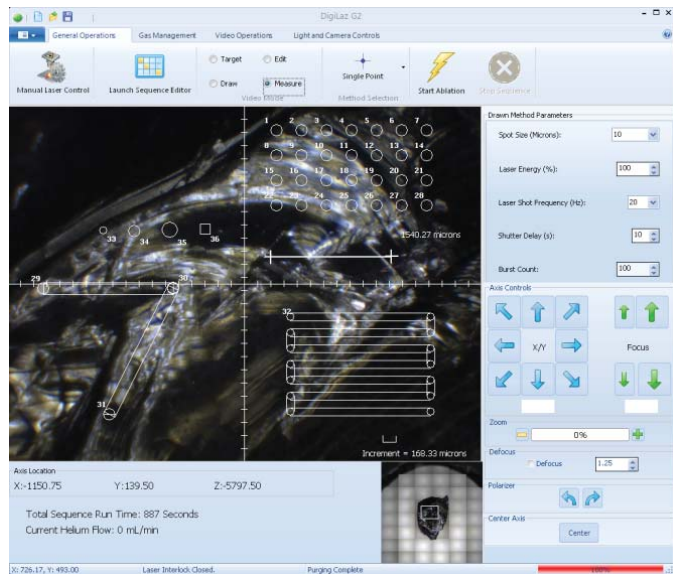 DigiLaz G2
General Operations Gas Management Video Operations Light and Camera Controls
Target Edit
Draw Measure
Manual Laser Control Launch Sequence Editor Single Point Start Ablation Stop Sequence
Video Mode Method Selection
1 2 3 4 5 6 7
8 9 10 11 12 13 14
15 16 17 18 19 20 21
22 23 24 25 26 27 28
33 34 35 36
1540.27 microns
29 30
32
31
Increment = 168.33 microns
Drawn Method Parameters
Spot Size (Microns): 10
Laser Energy (%): 100
Laser Shot Frequency (Hz): 20
Shutter Delay (s): 10
Burst Count: 100
Axis Controls
X/Y Focus
Zoom
0%
Defocus
Defocus 1.25
Polarizer
Center Axis
Center
Axis Location
X:-1150.75 Y:139.50 Z:-5797.50
Total Sequence Run Time: 887 Seconds
Current Helium Flow: 0 mL/min
X: 726.17, Y: 493.00 Laser Interlock Closed. Purging Complete 100%